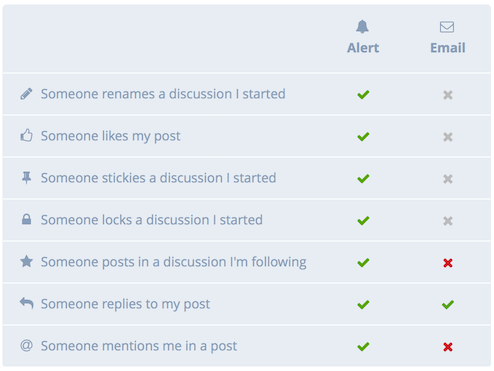 Alert Email
Someone renames a discussion I started
Someone likes my post
Someone stickies a discussion I started
Someone locks a discussion I started
Someone posts in a discussion I'm following
Someone replies to my post
@ Someone mentions me in a post